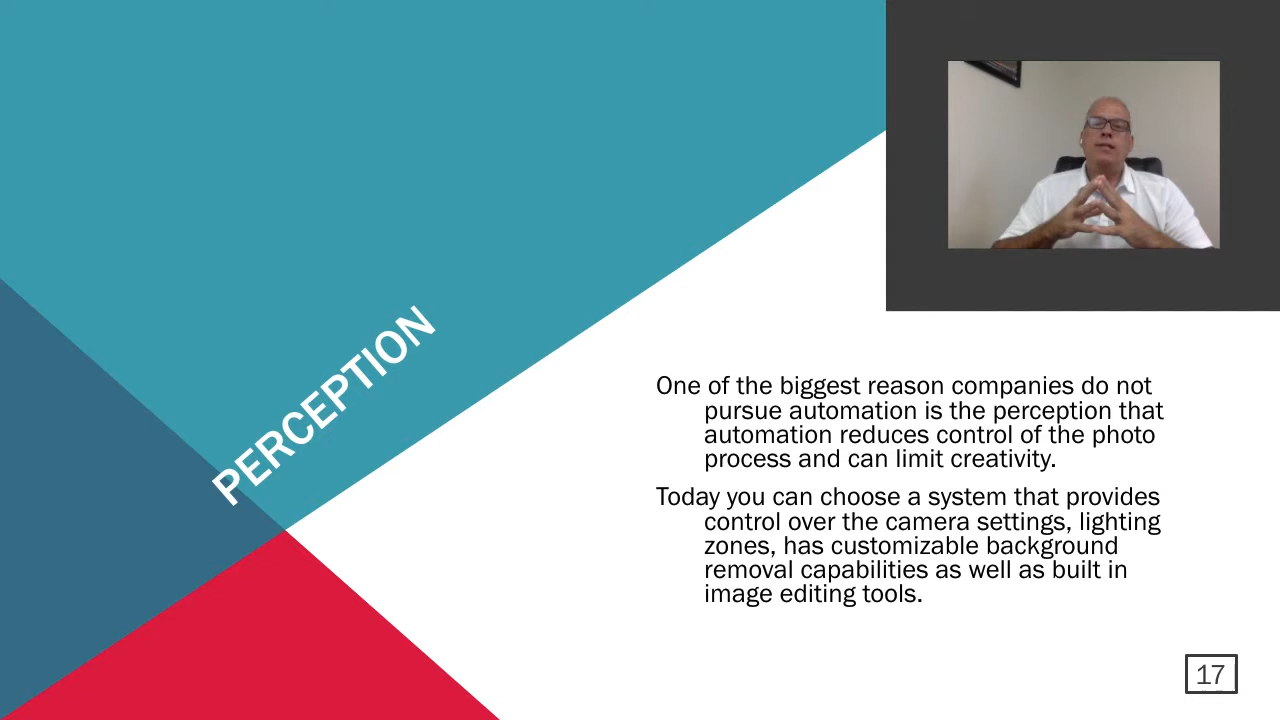 PERCEPTION
One of the biggest reason companies do not
pursue automation is the perception that
automation reduces control of the photo
process and can limit creativity.
Today you can choose a system that provides
control over the camera settings, lighting
zones, has customizable background
removal capabilities as well as built in
image editing tools.
17